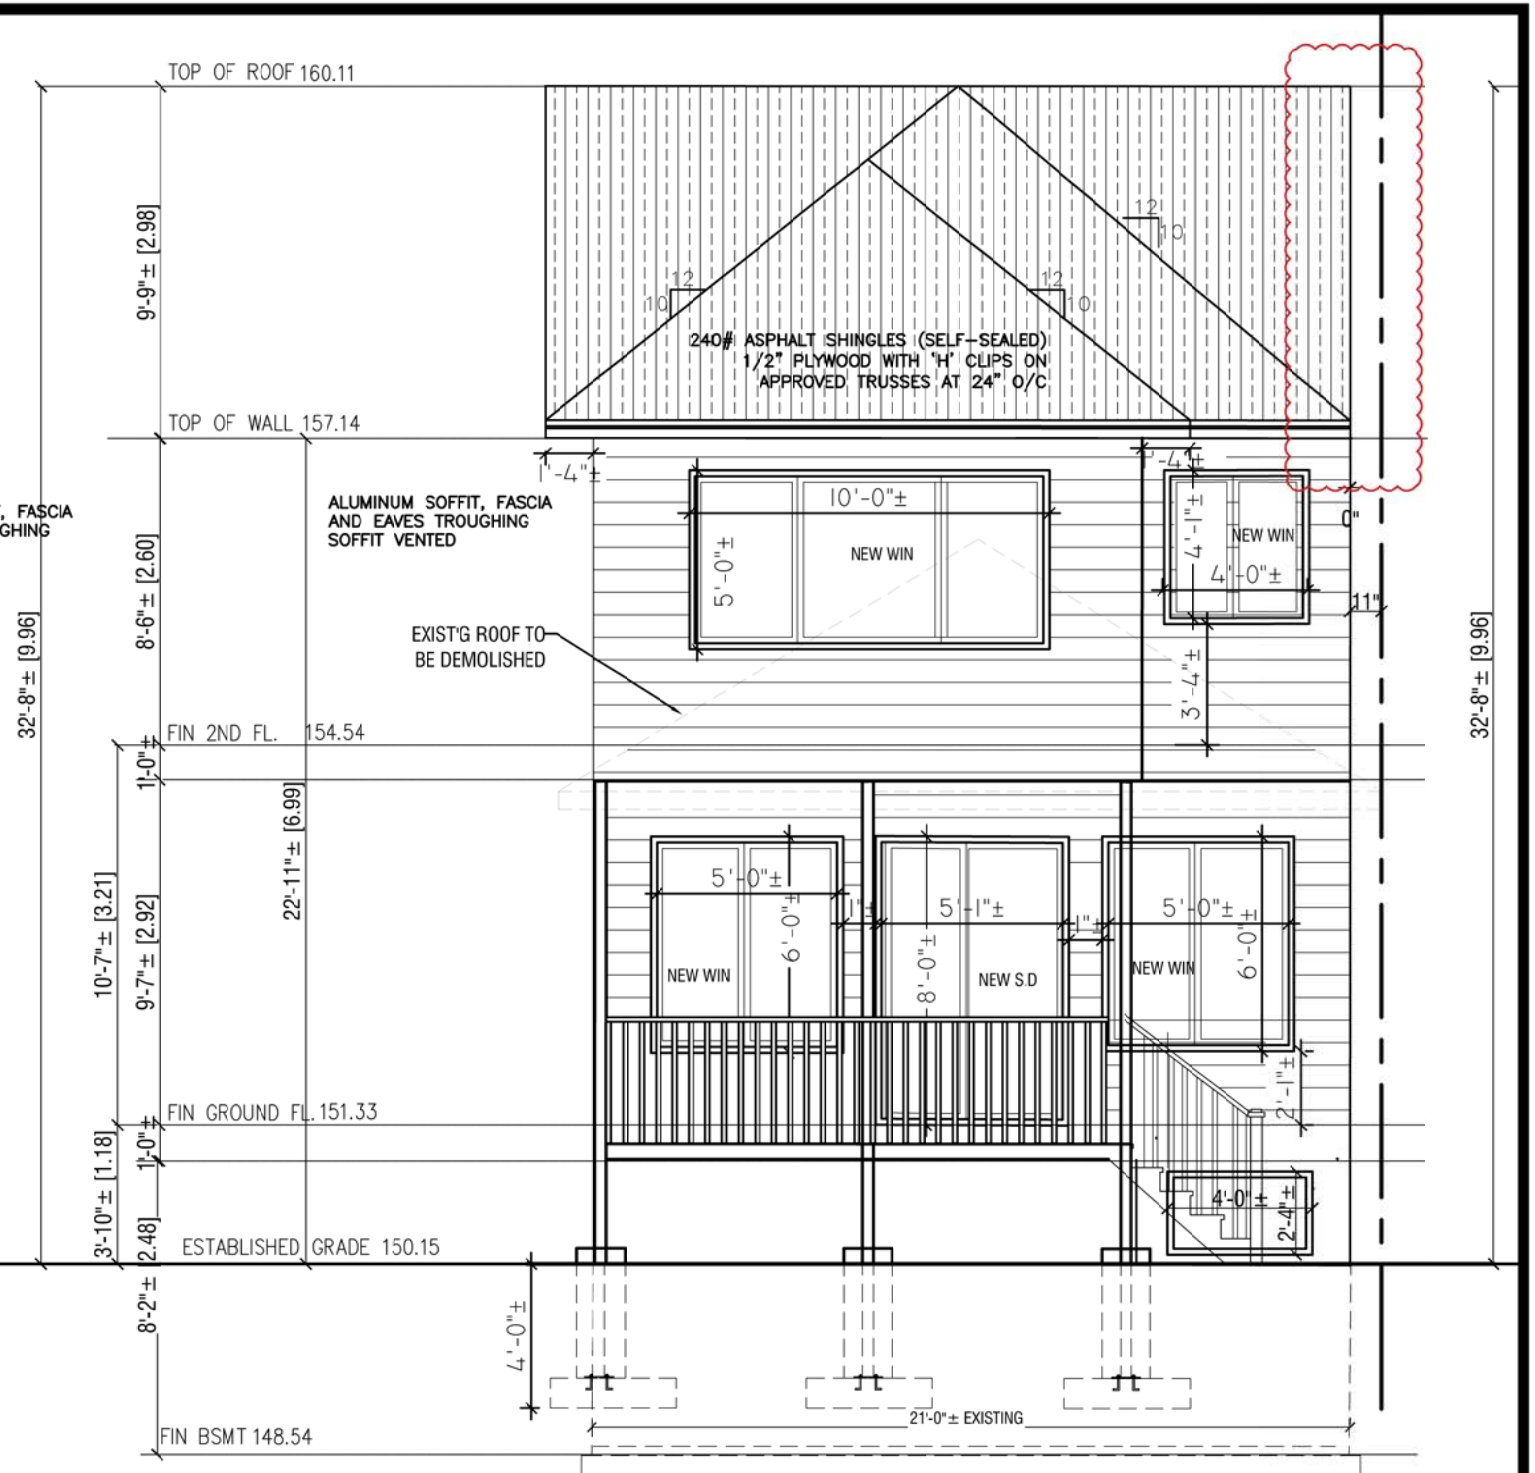 TOP OF ROOF 160.11
9'-9"± [2.98]
12
10
12
10
12
10
240# ASPHALT SHINGLES (SELF-SEALED)
1/2" PLYWOOD WITH 'H' CLIPS ON
APPROVED TRUSSES AT 24" O/C
TOP OF WALL 157.14
1'-4"±
1'-4"±
FASCIA
ALUMINUM SOFFIT, FASCIA
AND EAVES TROUGHING
SOFFIT VENTED
10'-0"±
5'-0"±
NEW WIN
4'-1"±
NEW WIN
4'-0"±
0"
11"
8'-6"± [2.60]
EXIST'G ROOF TO
BE DEMOLISHED
32'-8"± [9.96]
32'-8"± [9.96]
3'-4"±
FIN 2ND FL. 154.54
1'-0"±
22'-11"± [6.99]
10'-7"± [3.21]
9'-7"± [2.92]
5'-0"±
6'-0"±
NEW WIN
1"±
5'-1"±
8'-0"±
NEW S.D
1"±
5'-0"±
6'-0"±
NEW WIN
2'-1"±
FIN GROUND FL. 151.33
1'-0"±
3'-10"± [1.18]
4'-0"±
2'-4"±
ESTABLISHED GRADE 150.15
8'-2"± [2.48]
4'-0"±
21'-0"± EXISTING
FIN BSMT 148.54